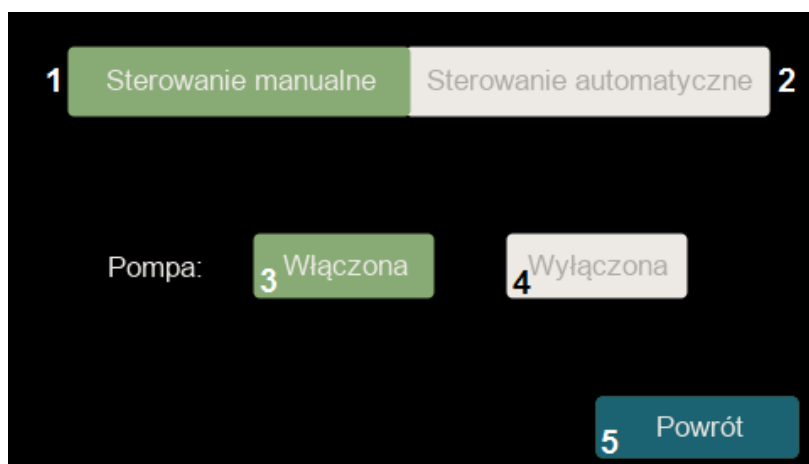 1 Sterowanie manualne Sterowanie automatyczne 2
Pompa: 3 Włączona 4 Wyłączona
5 Powrót